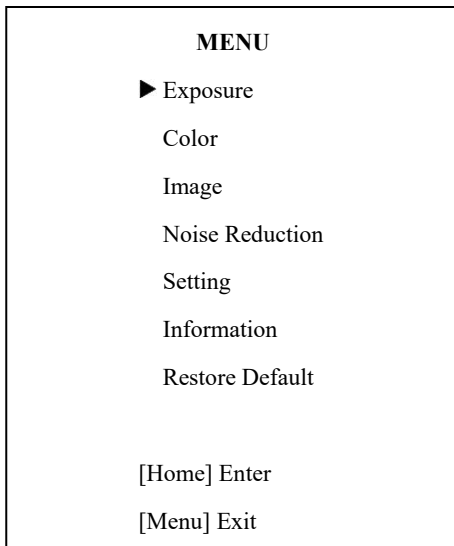 MENU
▶ Exposure
Color
Image
Noise Reduction
Setting
Information
Restore Default
[Home] Enter
[Menu] Exit